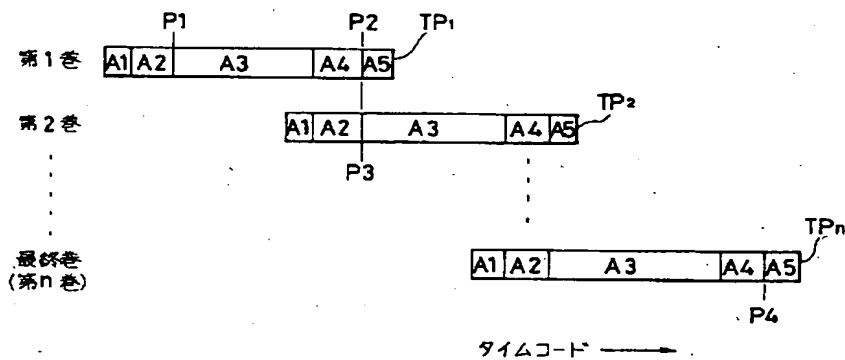 P1 P2 TP1
第1巻 A1 A2 A3 A4 A5
TP2
第2巻 A1 A2 A3 A4 A5
P3
TPn
最終巻 A1 A2 A3 A4 A5
(第n巻)
P4
タイムコード